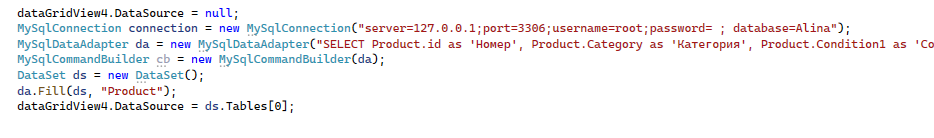 dataGridView4.DataSource = null;
MySqlConnection connection = new MySqlConnection("server=127.0.0.1;port=3306;username=root;password= ; database=Alina");
MySqlDataAdapter da = new MySqlDataAdapter("SELECT Product.id as 'Номер', Product.Category as 'Категория', Product.Condition1 as 'Со
MySqlCommandBuilder cb = new MySqlCommandBuilder(da);
DataSet ds = new DataSet();
da.Fill(ds, "Product");
dataGridView4.DataSource = ds.Tables[0];